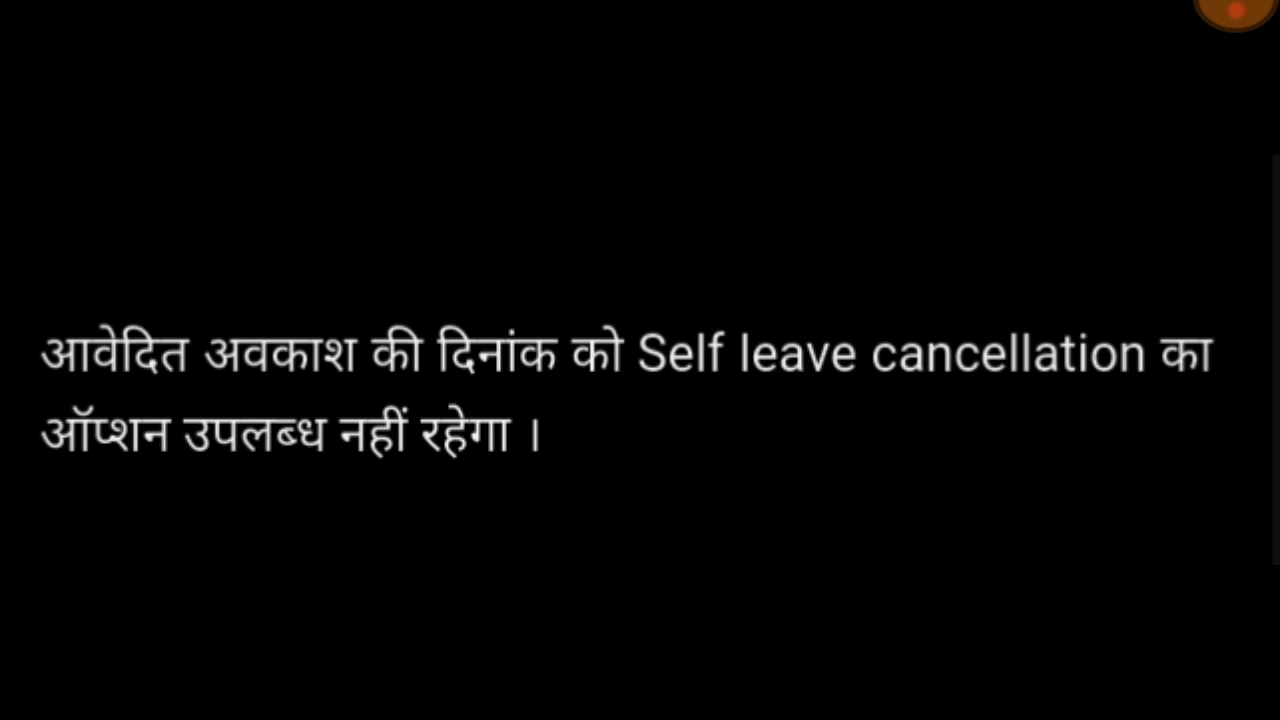 आवेदित अवकाश की दिनांक को Self leave cancellation का
ऑप्शन उपलब्ध नहीं रहेगा ।